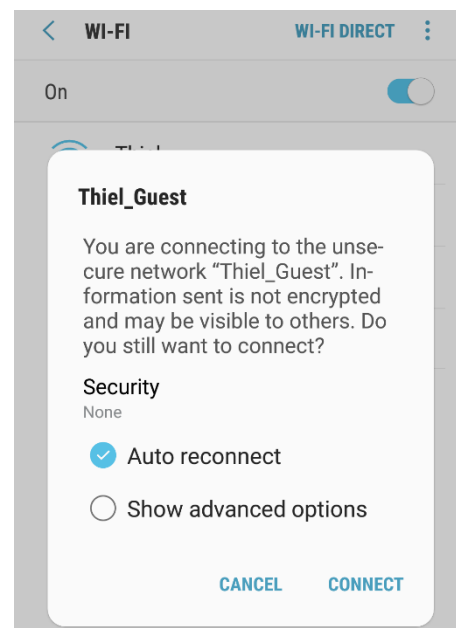 WI-FI WI-FI DIRECT
On
Thiel_Guest
You are connecting to the unse-
cure network “Thiel_Guest”. In-
formation sent is not encrypted
and may be visible to others. Do
you still want to connect?
Security
None
Auto reconnect
Show advanced options
CANCEL CONNECT